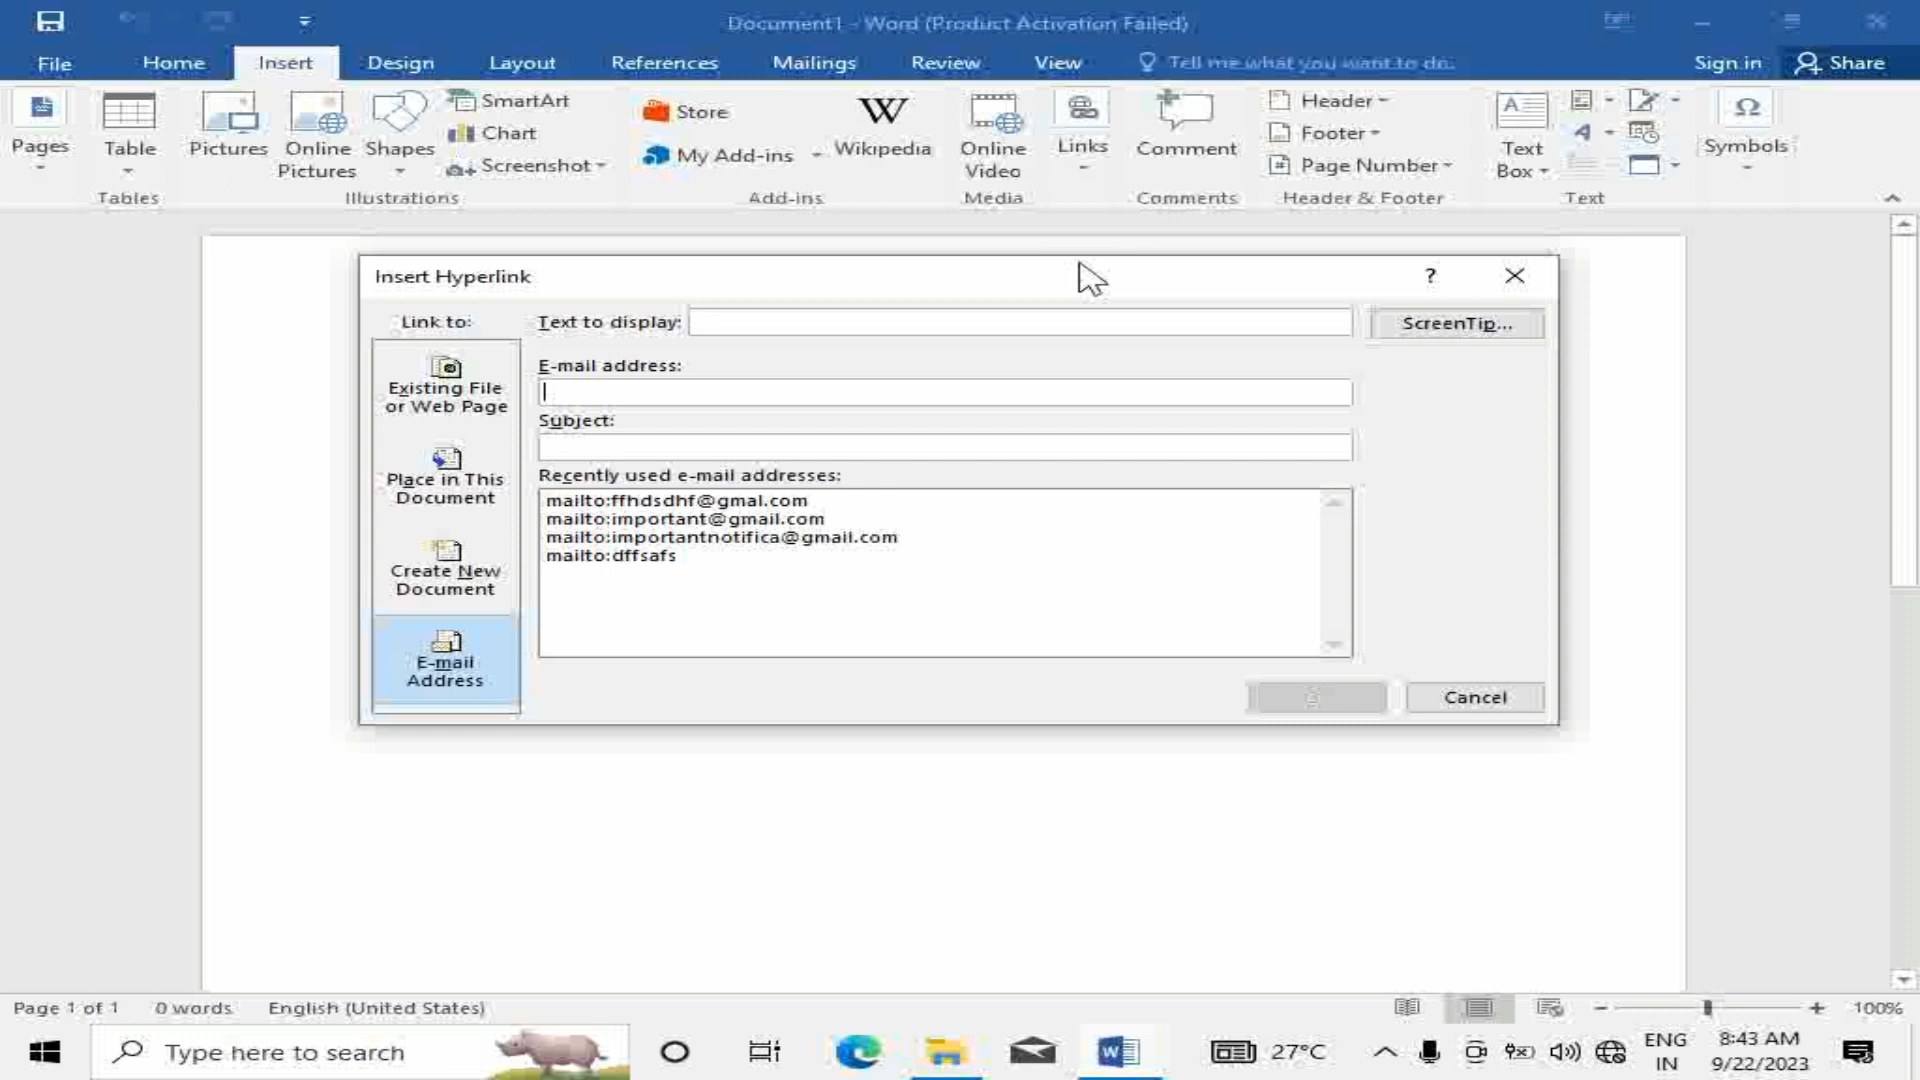 Document1 - Word (Product Activation Failed)
File Home Insert Design Layout References Mailings Review View Tell me what you want to do. Sign in Share
Pages
Table
Pictures
Online
Pictures
Shapes
SmartArt
Chart
Screenshot
Store
My Add-ins
W
Wikipedia
Online
Video
Links
Comment
Header
Footer
Page Number
Text
Box
Symbols
Tables Illustrations Add-ins Media Comments Header & Footer Text
Insert Hyperlink ?
Link to:
Text to display:
ScreenTip...
Existing File
or Web Page
Place in This
Document
Create New
Document
E-mail
Address
E-mail address:
Subject:
Recently used e-mail addresses:
mailto:ffhdsdhf@gmal.com
mailto:important@gmail.com
mailto:importantnotifica@gmail.com
mailto:dffsafs
Cancel
Page 1 of 1 0 words English (United States) 100%
Type here to search
27°C
ENG
IN
8:43 AM
9/22/2023